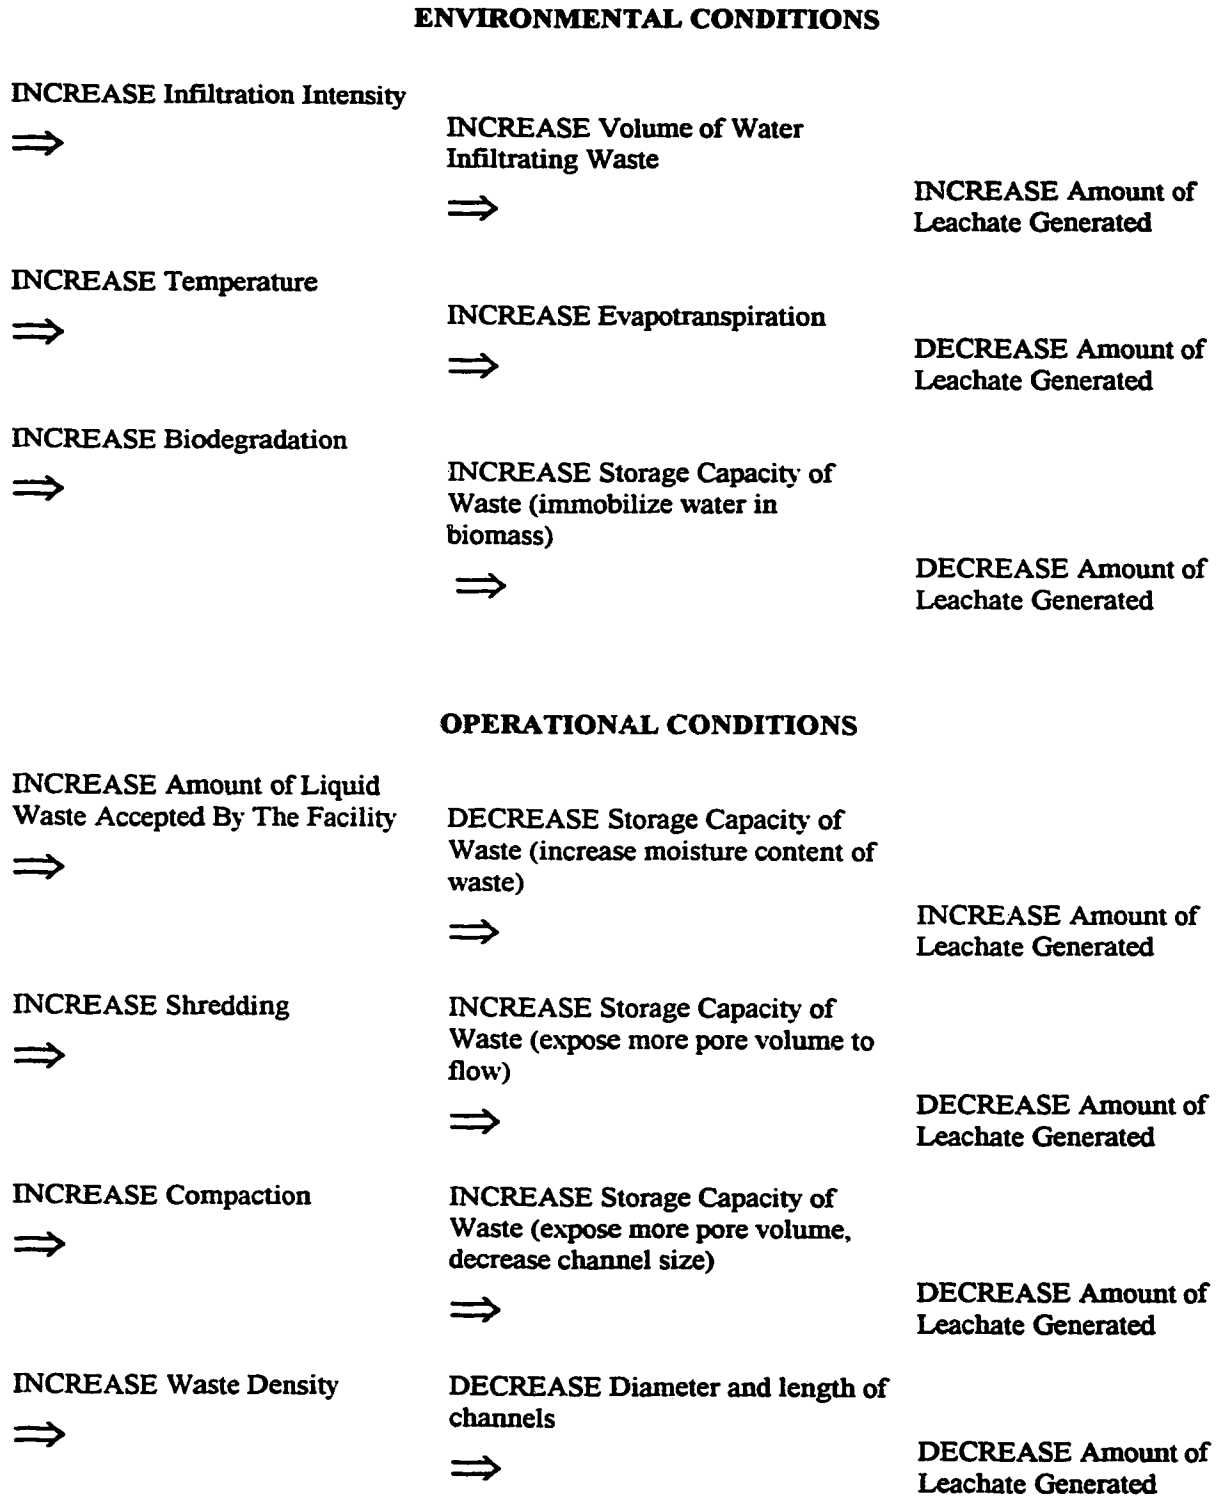 ENVIRONMENTAL CONDITIONS
INCREASE Infiltration Intensity
⇒
INCREASE Volume of Water
Infiltrating Waste
⇒
INCREASE Amount of
Leachate Generated
INCREASE Temperature
⇒
INCREASE Evapotranspiration
⇒
DECREASE Amount of
Leachate Generated
INCREASE Biodegradation
⇒
INCREASE Storage Capacity of
Waste (immobilize water in
biomass)
⇒
DECREASE Amount of
Leachate Generated
OPERATIONAL CONDITIONS
INCREASE Amount of Liquid
Waste Accepted By The Facility
⇒
DECREASE Storage Capacity of
Waste (increase moisture content of
waste)
⇒
INCREASE Amount of
Leachate Generated
INCREASE Shredding
⇒
INCREASE Storage Capacity of
Waste (expose more pore volume to
flow)
⇒
DECREASE Amount of
Leachate Generated
INCREASE Compaction
⇒
INCREASE Storage Capacity of
Waste (expose more pore volume,
decrease channel size)
⇒
DECREASE Amount of
Leachate Generated
INCREASE Waste Density
⇒
DECREASE Diameter and length of
channels
⇒
DECREASE Amount of
Leachate Generated